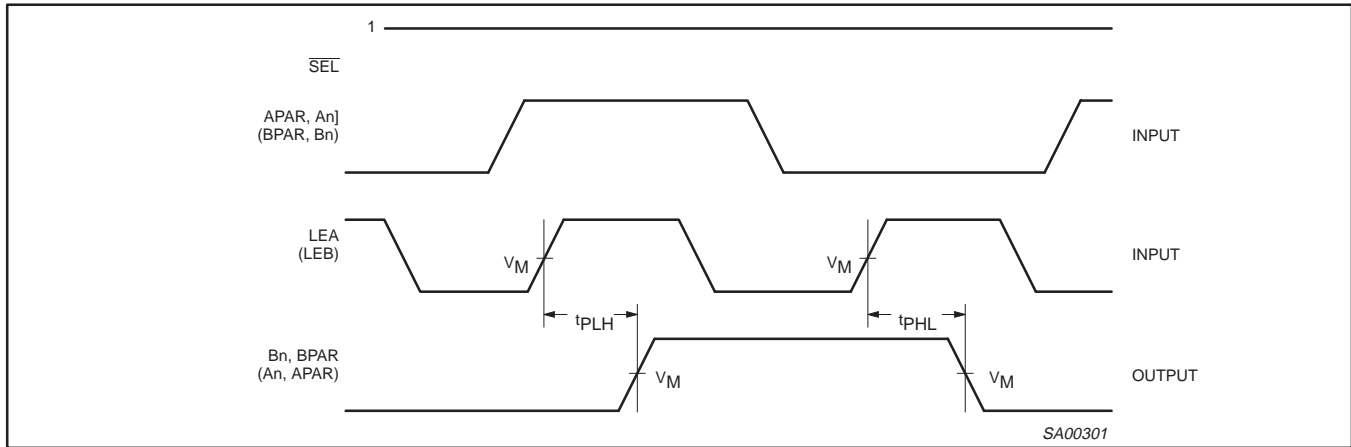 1
SEL
APAR, An]
(BPAR, Bn)
INPUT
LEA
(LEB)
VM
VM
INPUT
tPLH
tPHL
Bn, BPAR
(An, APAR)
VM
VM
OUTPUT
SA00301